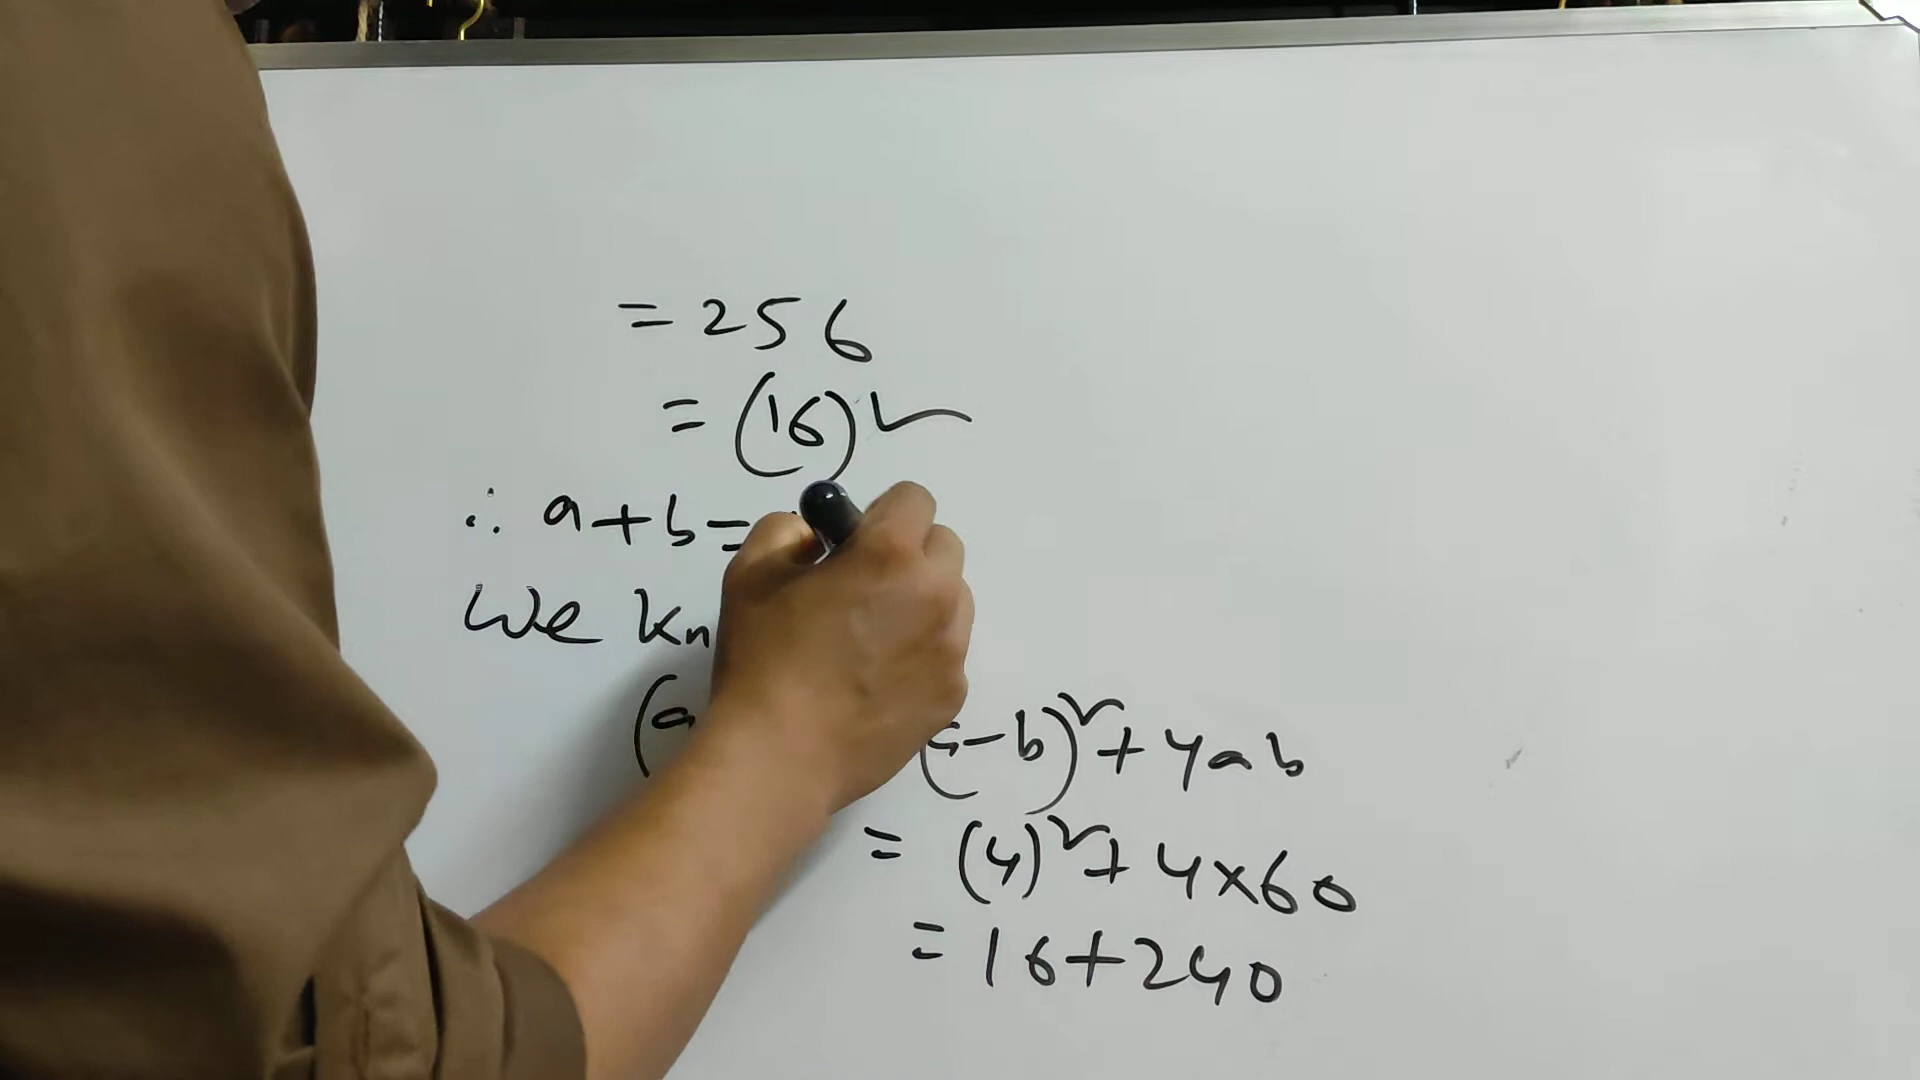 = 256
= (16)²
∴ a+b=
We kn
(a
-b)²+4ab
= (4)²+4×60
= 16+240